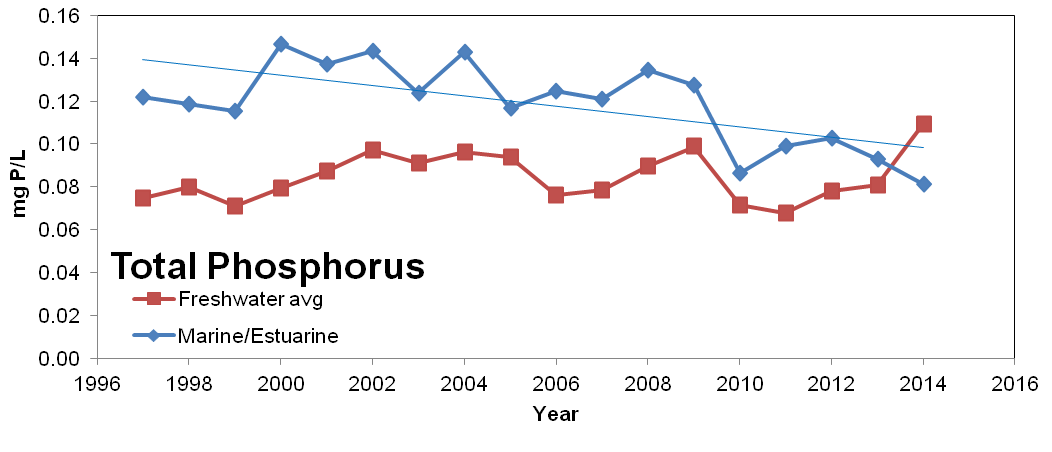 0.16
0.14
0.12
0.10
0.08
0.06
0.04
0.02
0.00
mg P/L
Total Phosphorus
Freshwater avg
Marine/Estuarine
1996 1998 2000 2002 2004 2006 2008 2010 2012 2014 2016
Year